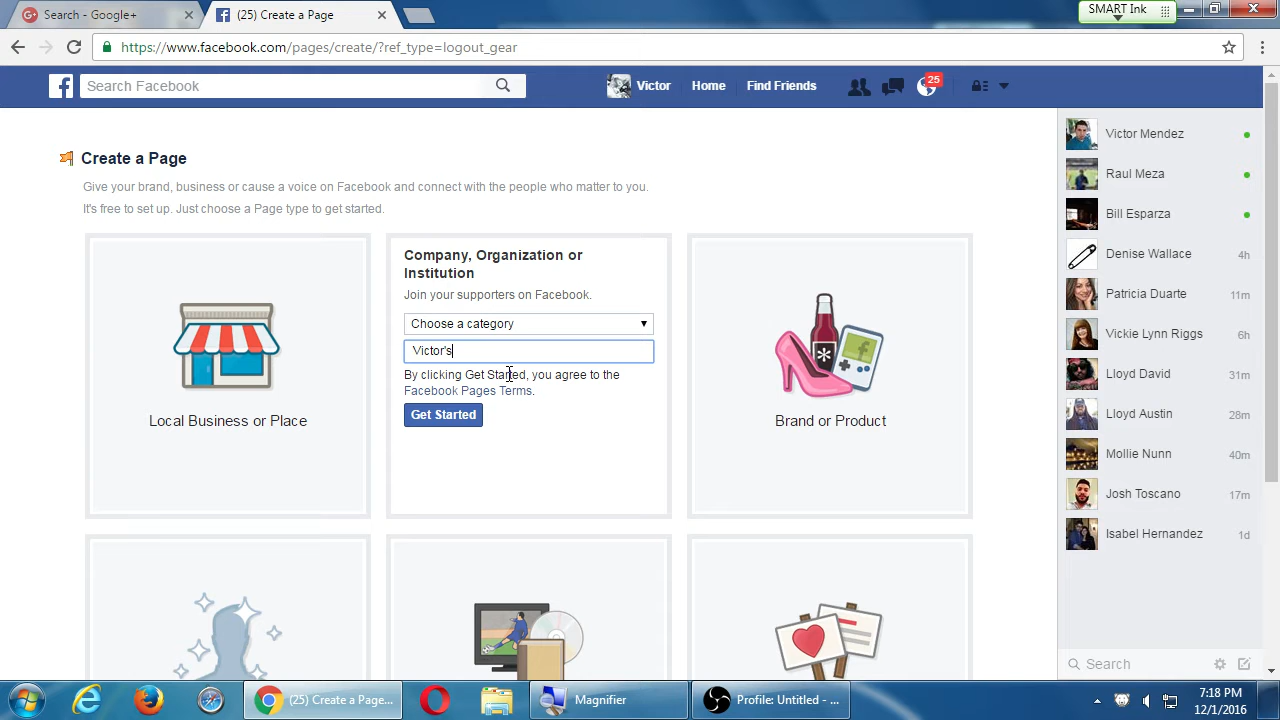 Search - Google+
(25) Create a Page
SMART Ink
https://www.facebook.com/pages/create/?ref_type=logout_gear
Search Facebook
Victor
Home
Find Friends
25
Create a Page
Give your brand, business or cause a voice on Facebook and connect with the people who matter to you.
It's free to set up. Just choose a Page type to get started.
Local Business or Place
Company, Organization or
Institution
Join your supporters on Facebook.
Choose a category
Victor's
By clicking Get Started, you agree to the
Facebook Pages Terms.
Get Started
Brand or Product
Victor Mendez
Raul Meza
Bill Esparza
Denise Wallace 4h
Patricia Duarte 11m
Vickie Lynn Riggs 6h
Lloyd David 31m
Lloyd Austin 28m
Mollie Nunn 40m
Josh Toscano 17m
Isabel Hernandez 1d
Search
(25) Create a Page...
Magnifier
Profile: Untitled - ...
7:18 PM
12/1/2016